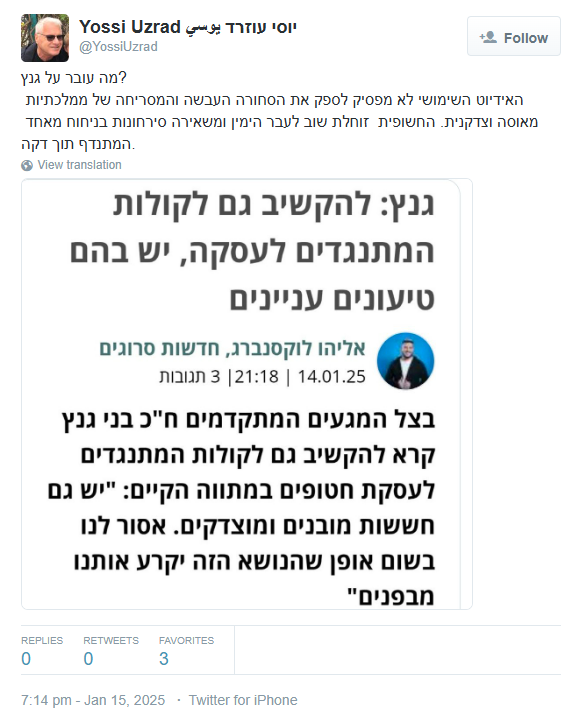 Yossi Uzrad יוסי עוזרד يوسي
@YossiUzrad
Follow
מה עובר על גנץ?
האידיוט השימושי לא מפסיק לספק את הסחורה העבשה והמסריחה של ממלכתיות
מאוסה וצדקנית. החשופית זוחלת שוב לעבר הימין ומשאירה סירחונות בניחוח מאחד
המתנדף תוך דקה.
View translation
גנץ: להקשיב גם לקולות
המתנגדים לעסקה, יש בהם
טיעונים ענייניים
אליהו לוקסנברג, חדשות סרוגים
14.01.25 | 21:18| 3 תגובות
בצל המגעים המתקדמים ח"כ בני גנץ
קרא להקשיב גם לקולות המתנגדים
לעסקת חטופים במתווה הקיים: "יש גם
חששות מובנים ומוצדקים. אסור לנו
בשום אופן שהנושא הזה יקרע אותנו
מבפנים"
REPLIES RETWEETS FAVORITES
0 0 3
7:14 pm - Jan 15, 2025 · Twitter for iPhone